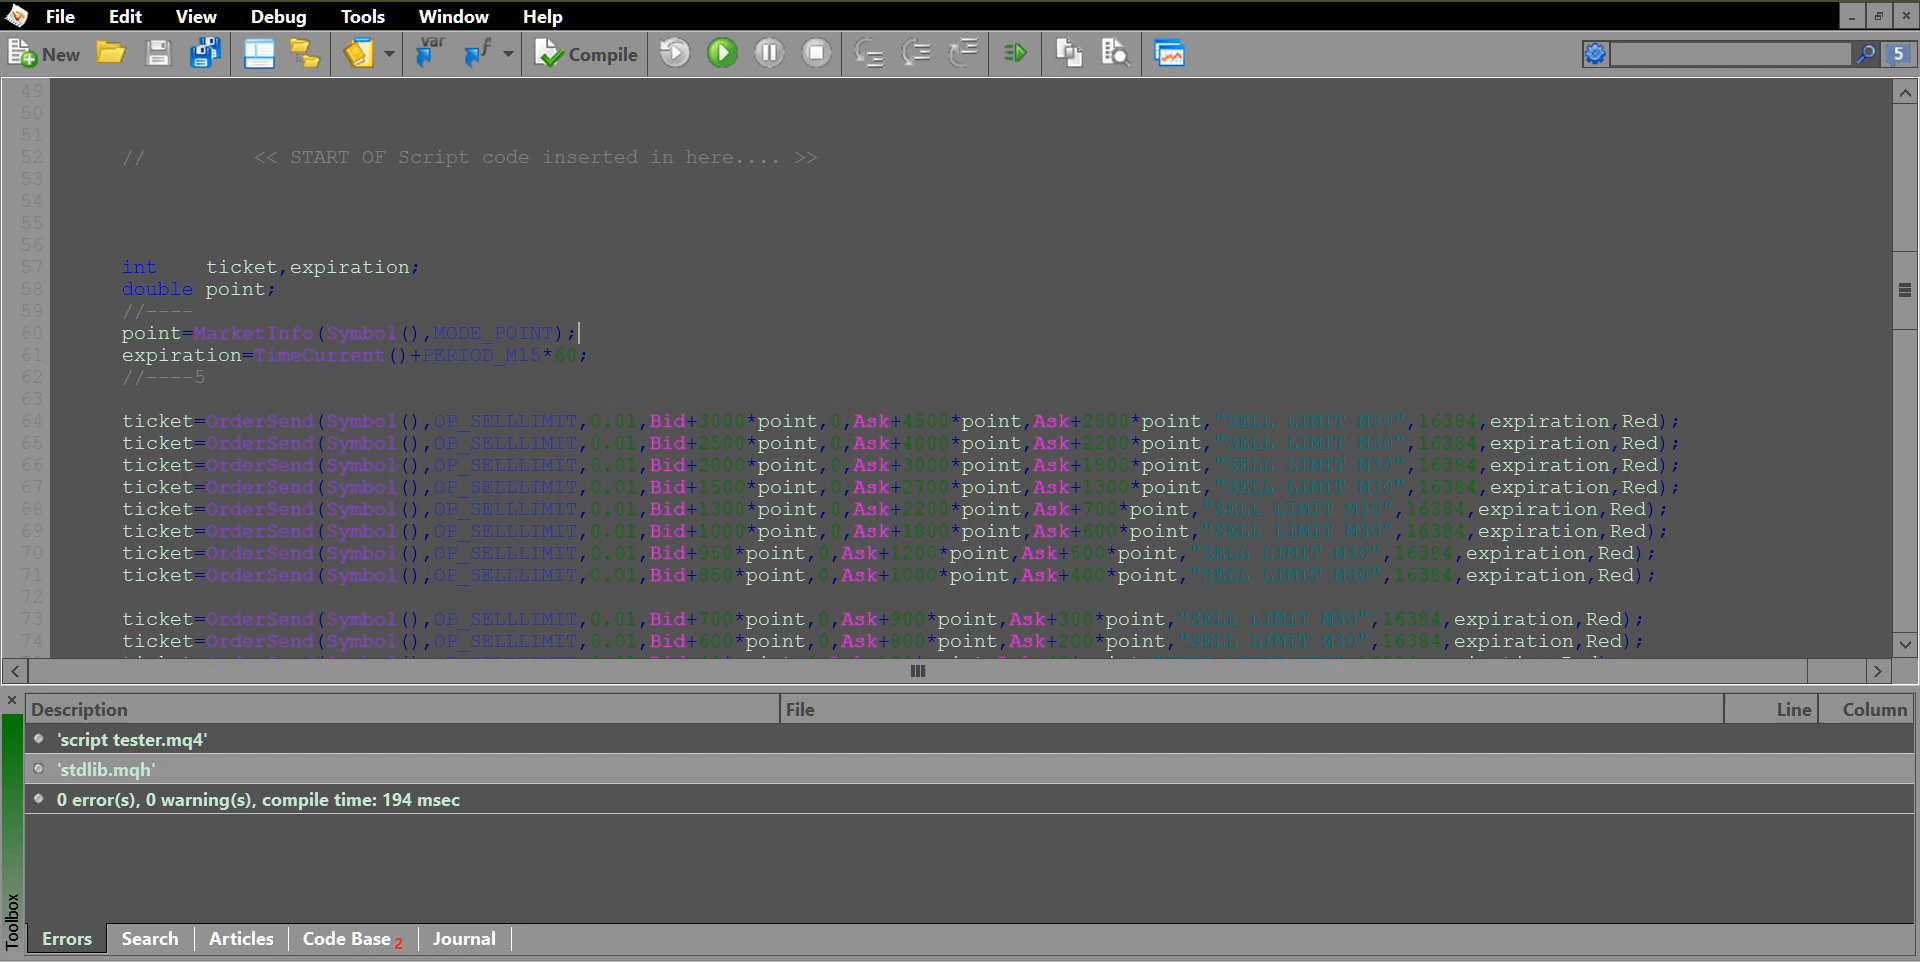 File Edit View Debug Tools Window Help
New var f Compile 5
49
50
51
52 // << START OF Script code inserted in here.... >>
53
54
55
56
57 int ticket,expiration;
58 double point;
59 //----
60 point=MarketInfo(Symbol(),MODE_POINT);
61 expiration=TimeCurrent()+PERIOD_M15*60;
62 //----5
63
64 ticket=OrderSend(Symbol(),OP_SELLLIMIT,0.01,Bid+3000*point,0,Ask+4500*point,Ask+2500*point,"SELL LIMIT M30",16384,expiration,Red);
65 ticket=OrderSend(Symbol(),OP_SELLLIMIT,0.01,Bid+2500*point,0,Ask+4000*point,Ask+2200*point,"SELL LIMIT M30",16384,expiration,Red);
66 ticket=OrderSend(Symbol(),OP_SELLLIMIT,0.01,Bid+2000*point,0,Ask+3000*point,Ask+1800*point,"SELL LIMIT M30",16384,expiration,Red);
67 ticket=OrderSend(Symbol(),OP_SELLLIMIT,0.01,Bid+1500*point,0,Ask+2700*point,Ask+1300*point,"SELL LIMIT M30",16384,expiration,Red);
68 ticket=OrderSend(Symbol(),OP_SELLLIMIT,0.01,Bid+1300*point,0,Ask+2200*point,Ask+700*point,"SELL LIMIT M30",16384,expiration,Red);
69 ticket=OrderSend(Symbol(),OP_SELLLIMIT,0.01,Bid+1000*point,0,Ask+1800*point,Ask+600*point,"SELL LIMIT M30",16384,expiration,Red);
70 ticket=OrderSend(Symbol(),OP_SELLLIMIT,0.01,Bid+950*point,0,Ask+1200*point,Ask+500*point,"SELL LIMIT M30",16384,expiration,Red);
71 ticket=OrderSend(Symbol(),OP_SELLLIMIT,0.01,Bid+850*point,0,Ask+1000*point,Ask+400*point,"SELL LIMIT M30",16384,expiration,Red);
72
73 ticket=OrderSend(Symbol(),OP_SELLLIMIT,0.01,Bid+700*point,0,Ask+900*point,Ask+300*point,"SELL LIMIT M30",16384,expiration,Red);
74 ticket=OrderSend(Symbol(),OP_SELLLIMIT,0.01,Bid+600*point,0,Ask+800*point,Ask+200*point,"SELL LIMIT M30",16384,expiration,Red);
Description File Line Column
'script tester.mq4'
'stdlib.mqh'
0 error(s), 0 warning(s), compile time: 194 msec
Toolbox
Errors Search Articles Code Base 2 Journal